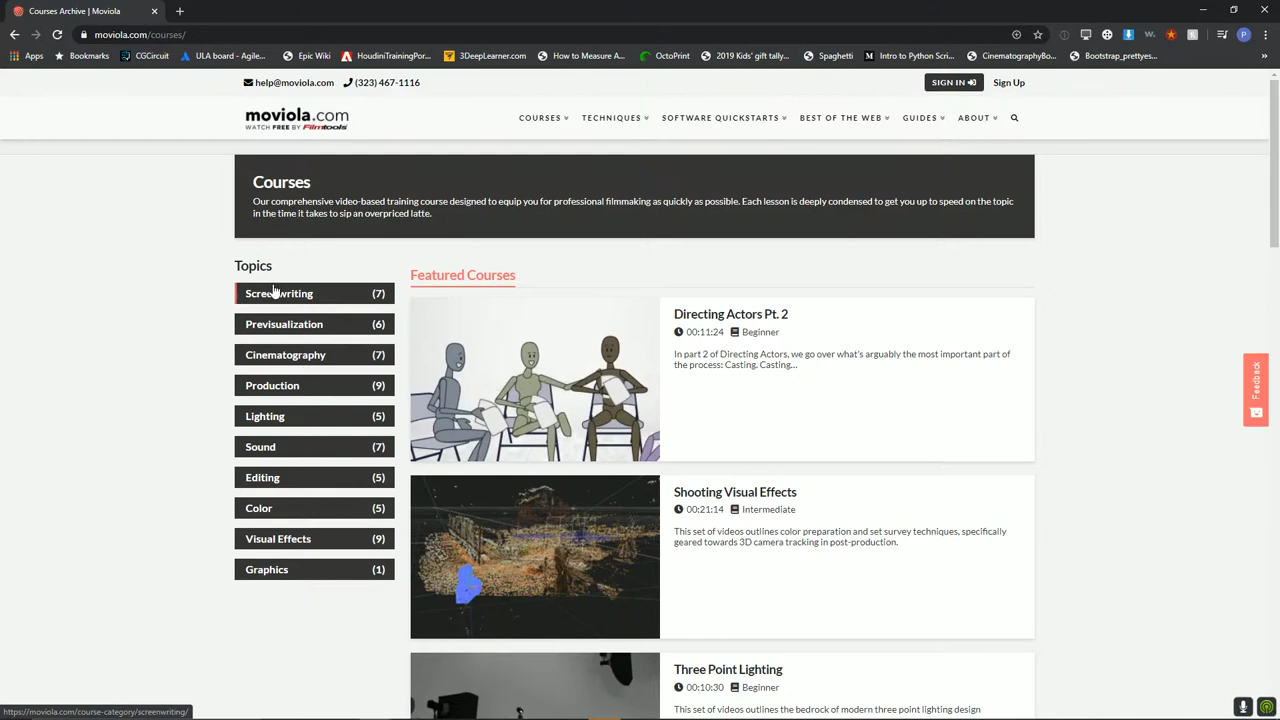 Courses Archive | Moviola
moviola.com/courses/
Apps
Bookmarks
CGCircuit
ULA board - Agile...
Epic Wiki
HoudiniTrainingPor...
3DeepLearner.com
How to Measure A...
OctoPrint
2019 Kids' gift tally...
Spaghetti
Intro to Python Scri...
CinematographyBo...
Bootstrap_prettyes...
help@moviola.com (323) 467-1116
SIGN IN
Sign Up
moviola.com
WATCH FREE BY Filmtools
COURSES
TECHNIQUES
SOFTWARE QUICKSTARTS
BEST OF THE WEB
GUIDES
ABOUT
Courses
Our comprehensive video-based training course designed to equip you for professional filmmaking as quickly as possible. Each lesson is deeply condensed to get you up to speed on the topic
in the time it takes to sip an overpriced latte.
Topics
Screenwriting (7)
Previsualization (6)
Cinematography (7)
Production (9)
Lighting (5)
Sound (7)
Editing (5)
Color (5)
Visual Effects (9)
Graphics (1)
Featured Courses
Directing Actors Pt. 2
00:11:24 Beginner
In part 2 of Directing Actors, we go over what's arguably the most important part of
the process: Casting. Casting...
Shooting Visual Effects
00:21:14 Intermediate
This set of videos outlines color preparation and set survey techniques, specifically
geared towards 3D camera tracking in post-production.
Three Point Lighting
00:10:30 Beginner
This set of videos outlines the bedrock of modern three point lighting design
Feedback
https://moviola.com/course-category/screenwriting/